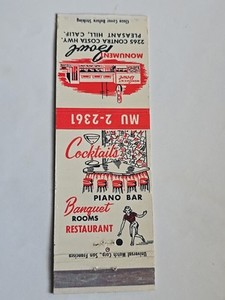 Close Cover Before Striking
2265 CONTRA COSTA HWY.
PLEASANT HILL, CALIF.
MONUMENT
Bowl
MU 2-2361
Cocktails
PIANO BAR
Banquet
ROOMS
RESTAURANT
Universal Match Corp., San Francisco